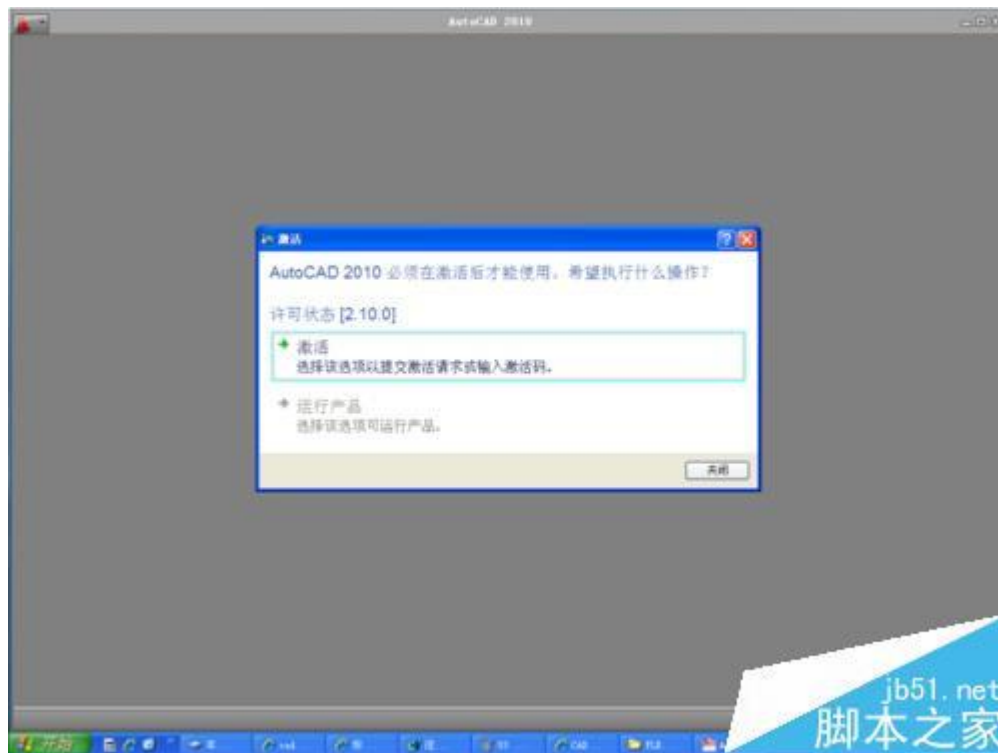 AutoCAD 2010
激活
AutoCAD 2010 必须在激活后才能使用。希望执行什么操作?
许可状态 [2.10.0]
激活
选择该选项以提交激活请求或输入激活码。
运行产品
选择该选项可运行产品。
关闭
jb51.net
脚本之家
开始